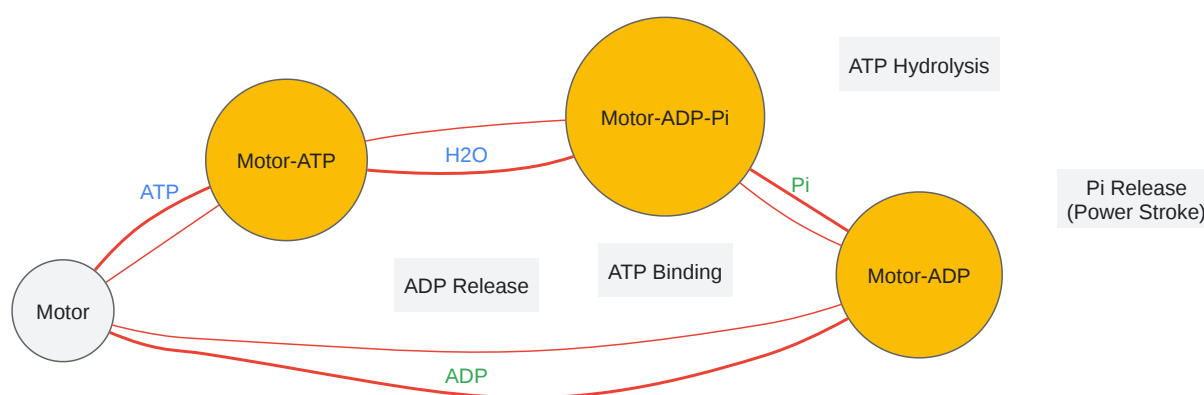 ATP Hydrolysis
Motor-ADP-Pi
H2O
Motor-ATP
ATP
Pi
Pi Release
(Power Stroke)
ADP Release
ATP Binding
Motor-ADP
Motor
ADP